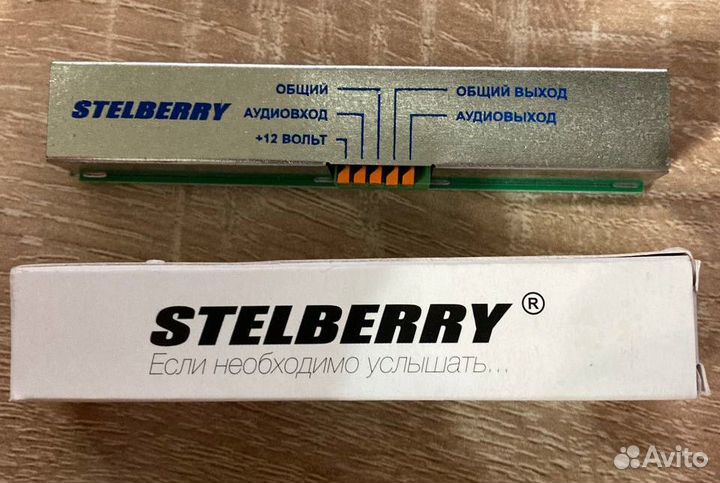 STELBERRY
ОБЩИЙ
АУДИОВХОД
+12 ВОЛЬТ
ОБЩИЙ ВЫХОД
АУДИОВЫХОД
STELBERRY ®
Если необходимо услышать...
Avito